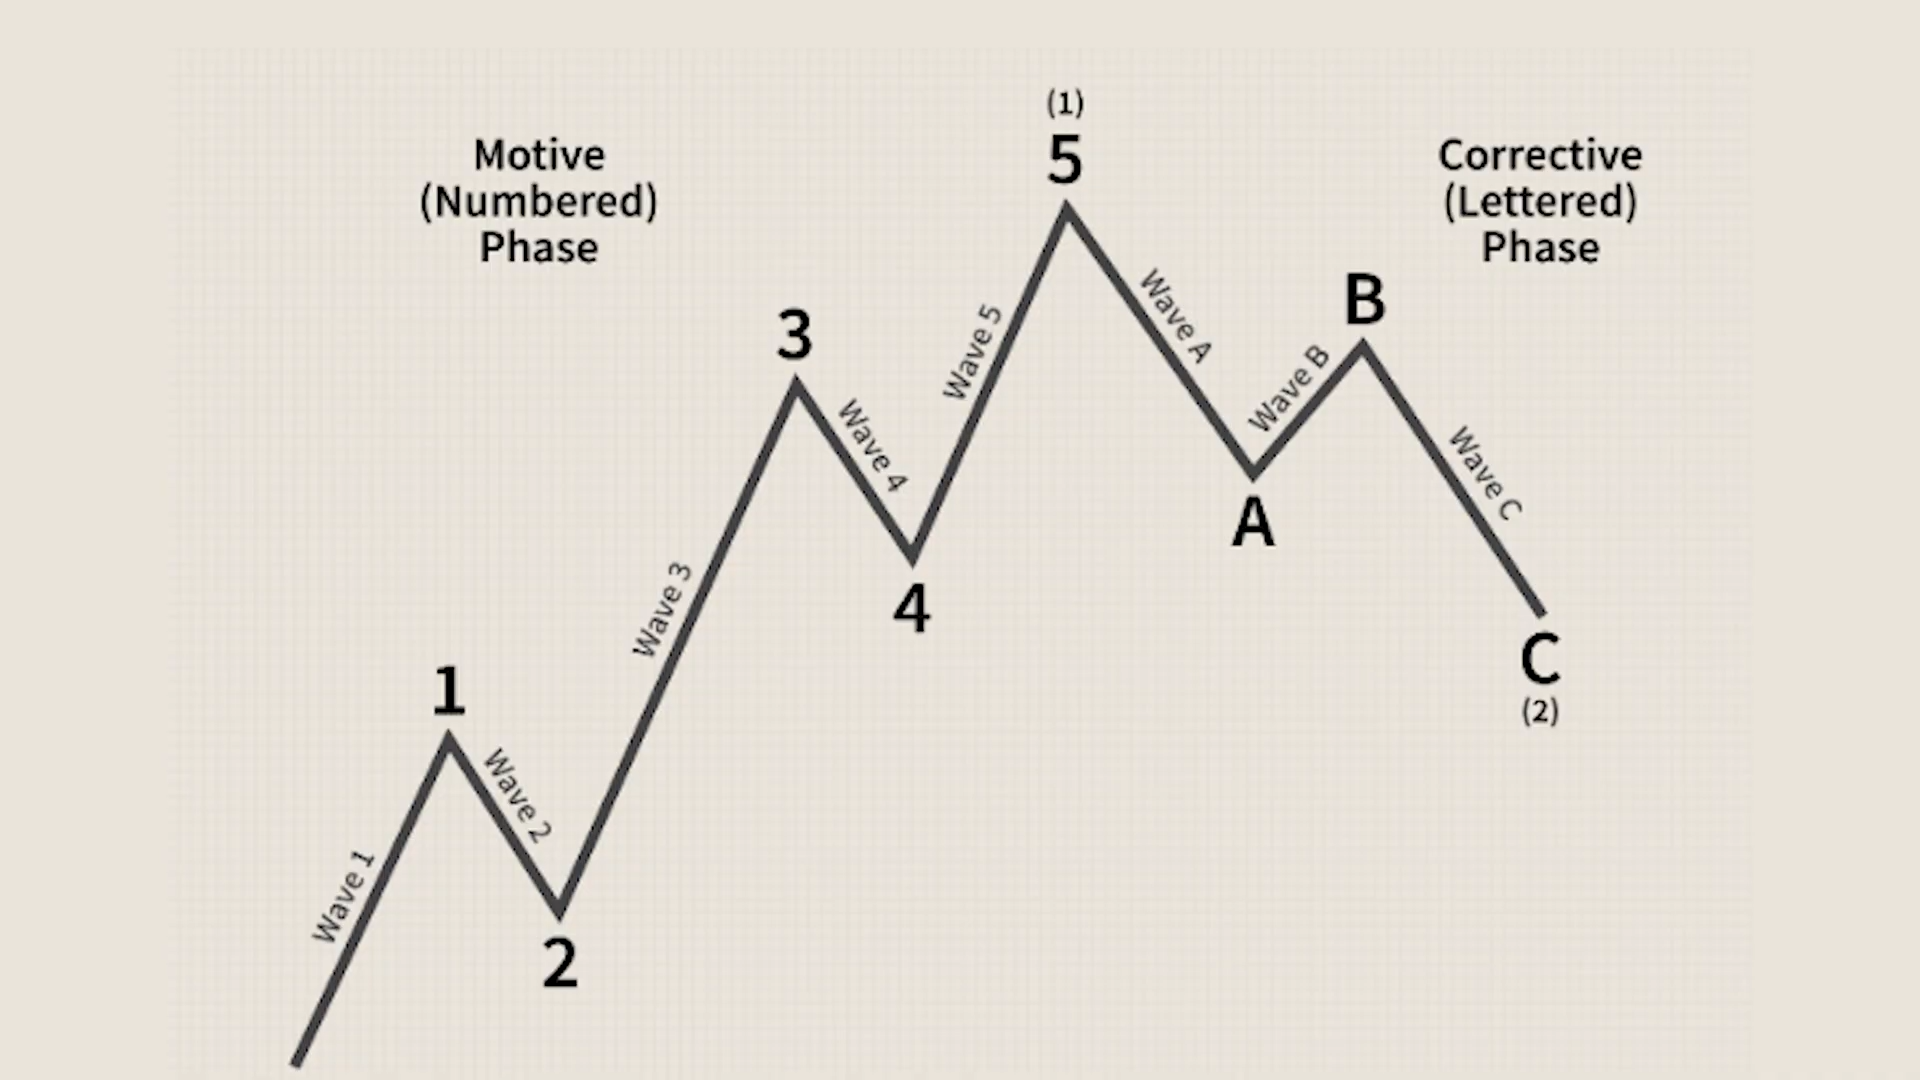 Motive
(Numbered)
Phase
Corrective
(Lettered)
Phase
(1)
5
B
3
Wave A
Wave 5
Wave B
Wave 4
Wave C
A
4
Wave 3
C
(2)
1
Wave 2
Wave 1
2